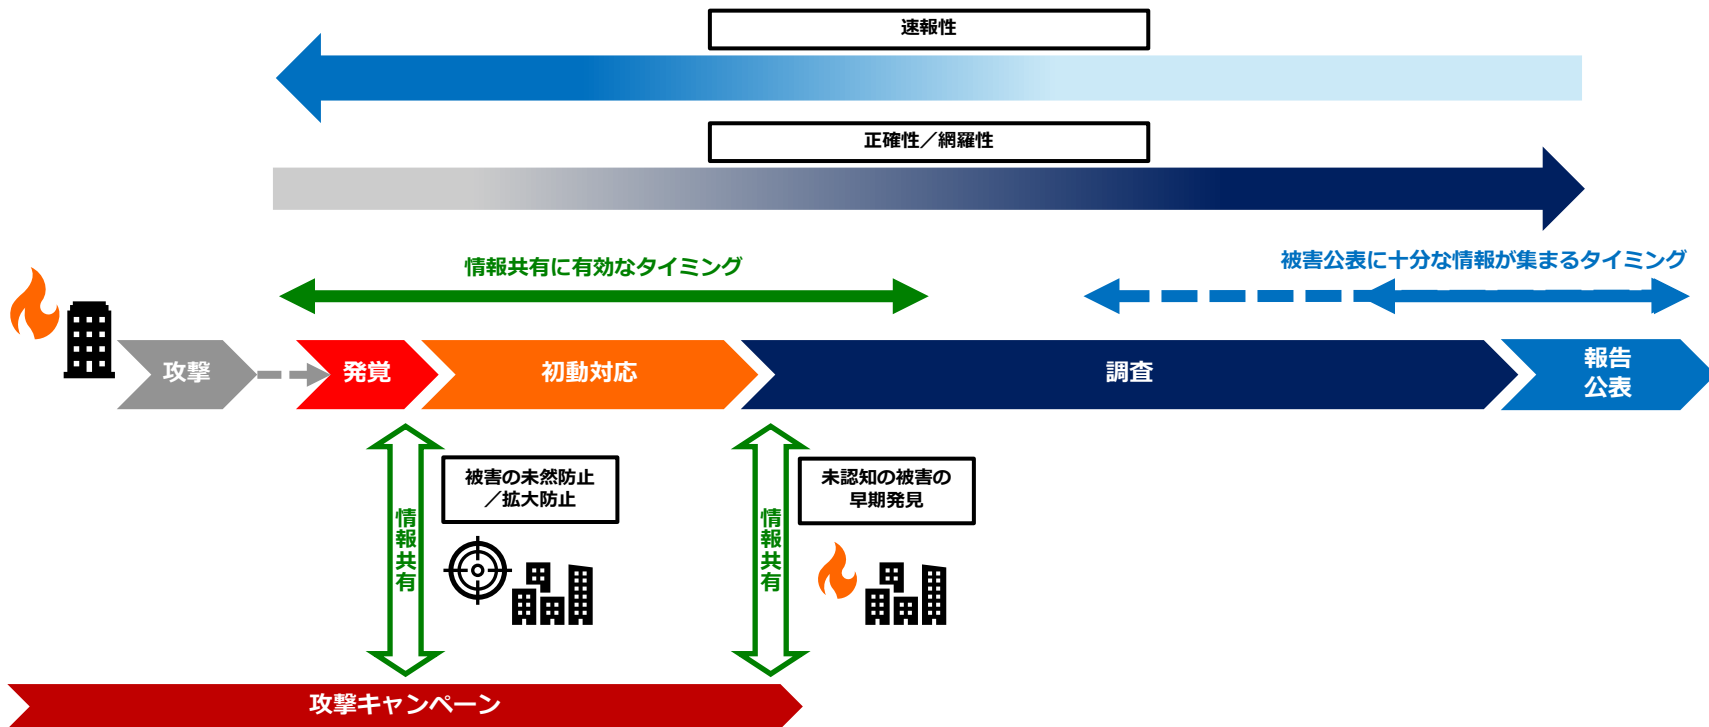 速報性
正確性／網羅性
情報共有に有効なタイミング
被害公表に十分な情報が集まるタイミング
攻撃
発覚
初動対応
調査
報告
公表
情報共有
被害の未然防止
／拡大防止
情報共有
未認知の被害の
早期発見
攻撃キャンペーン